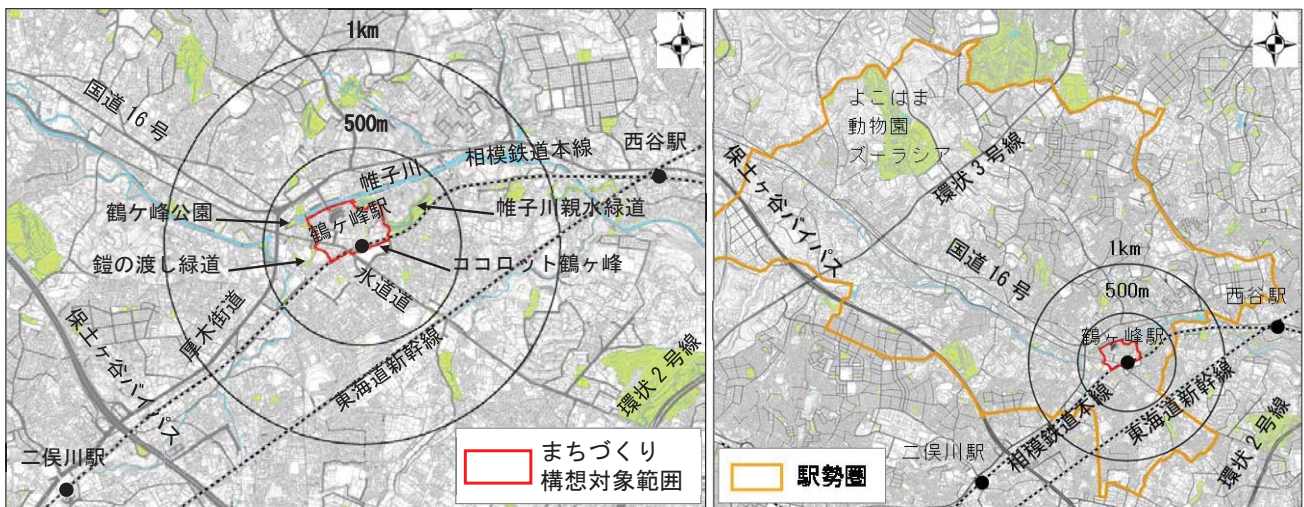 N
1km
500m
国道16号
帷子川
相模鉄道本線
西谷駅
鶴ケ峰公園
鶴ヶ峰駅
帷子川親水緑道
鎧の渡し緑道
ココロット鶴ヶ峰
水道道
厚木街道
保土ヶ谷バイパス
東海道新幹線
環状2号線
二俣川駅
まちづくり
構想対象範囲
N
よこはま
動物園
ズーラシア
環状3号線
保土ヶ谷バイパス
国道16号
1km
500m
西谷駅
鶴ヶ峰駅
相模鉄道本線
東海道新幹線
環状2号線
二俣川駅
駅勢圏